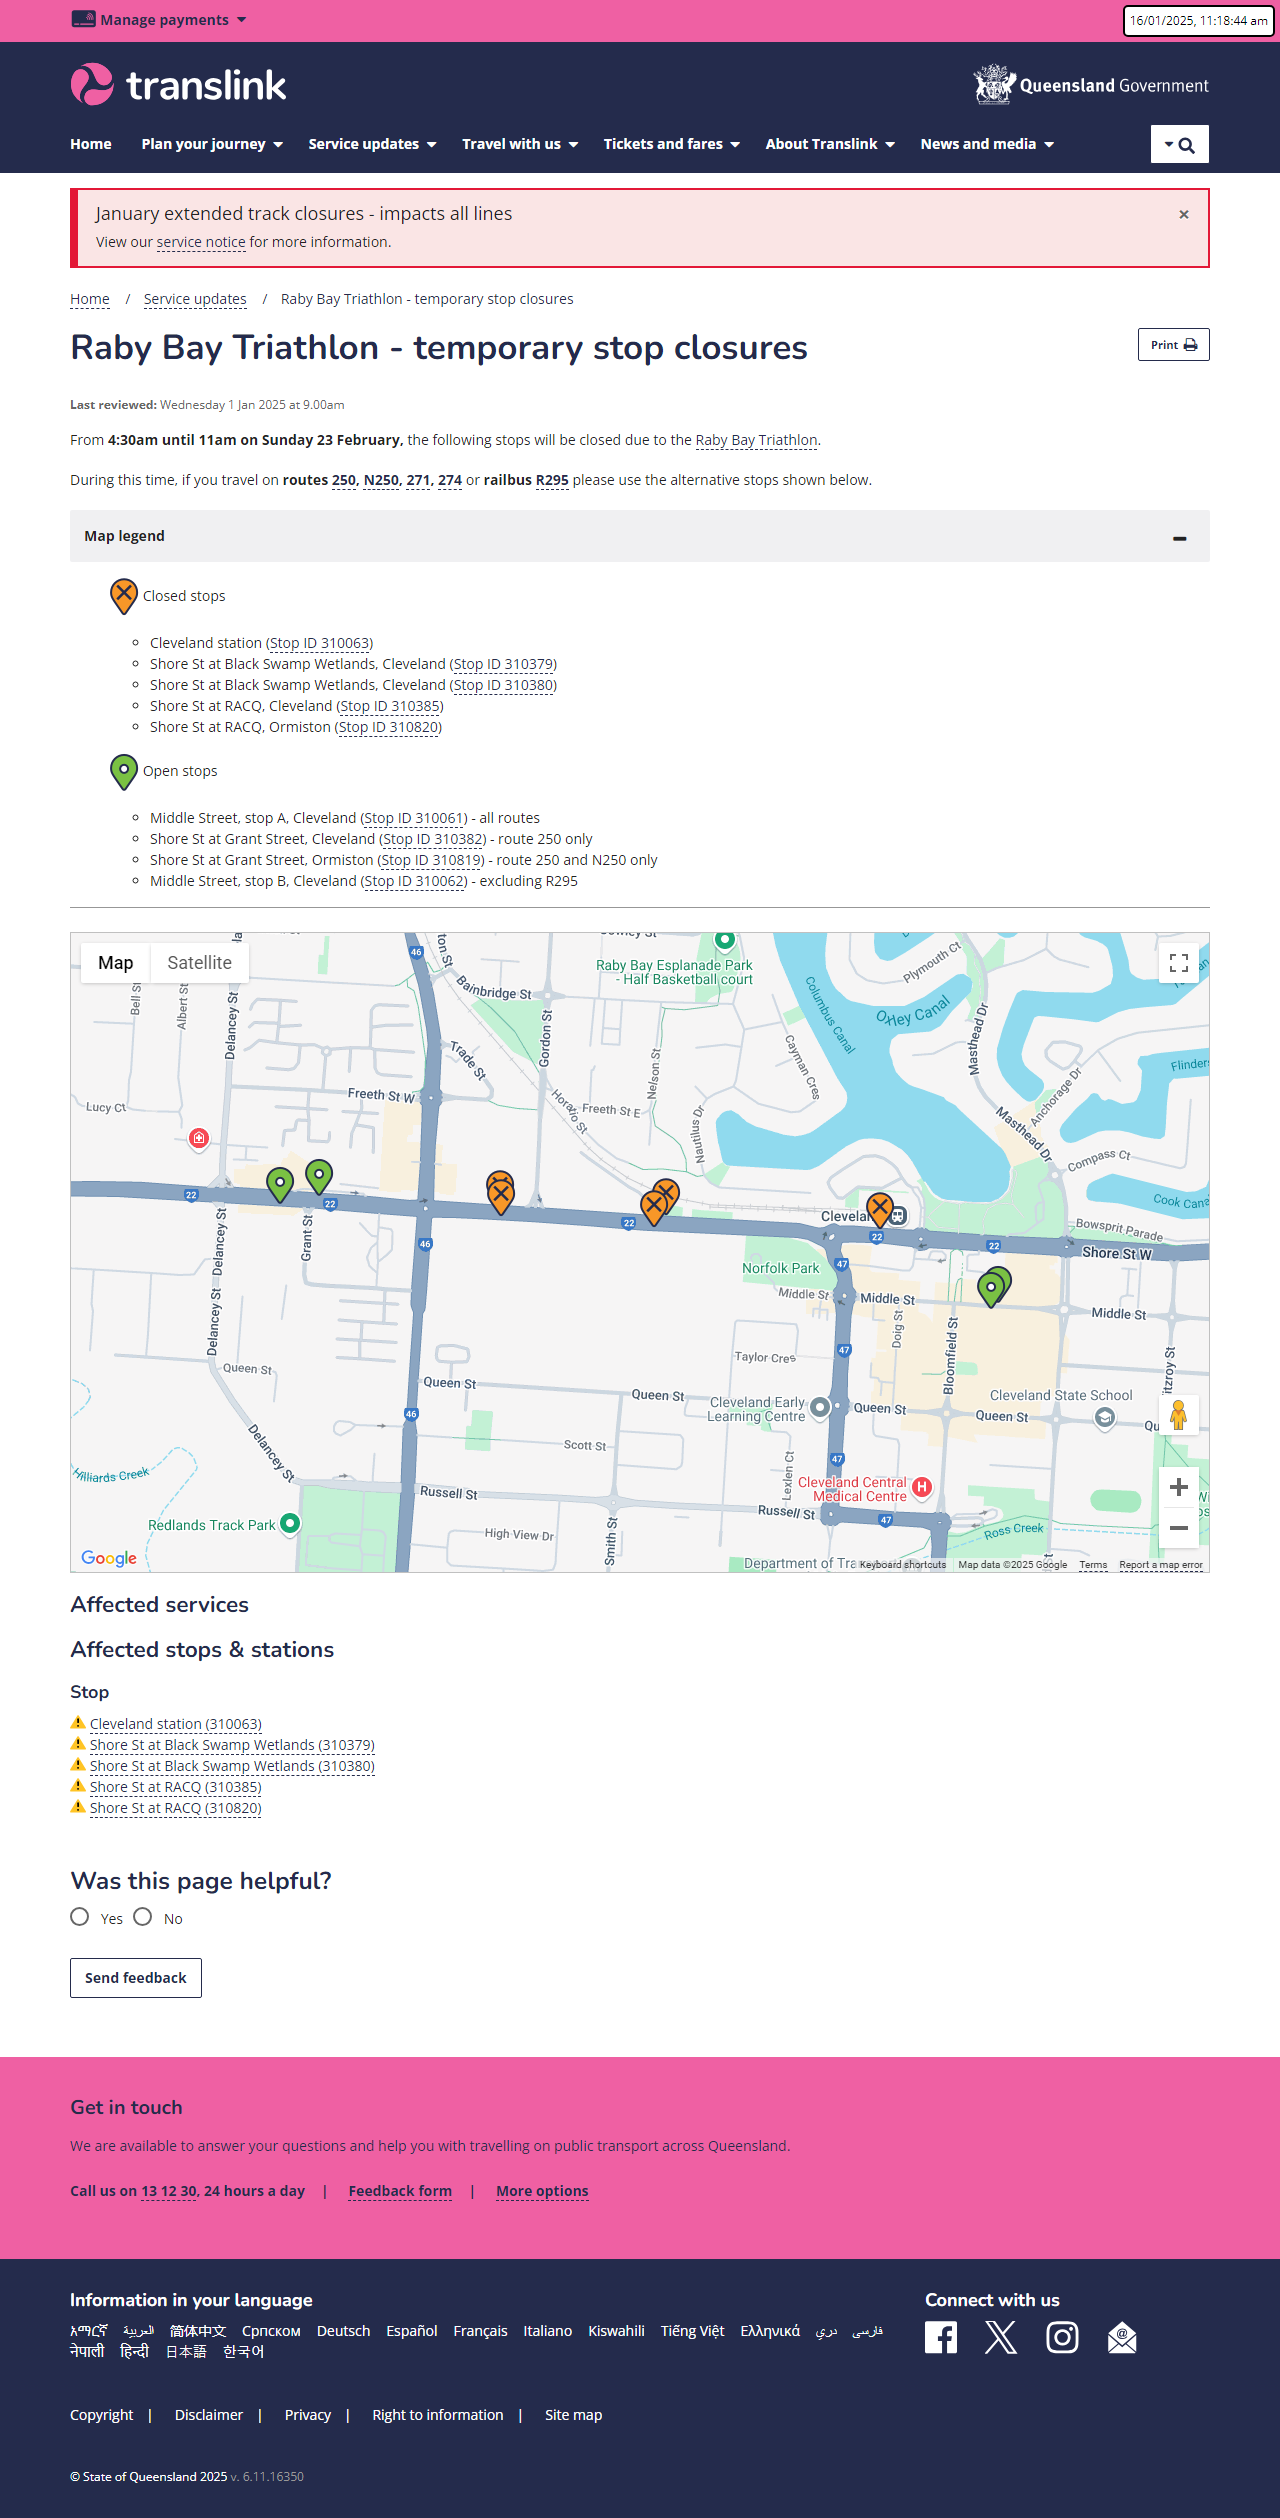 Manage payments
16/01/2025, 11:18:44 am
translink
Queensland Government
Home Plan your journey Service updates Travel with us Tickets and fares About Translink News and media
January extended track closures - impacts all lines
×
View our service notice for more information.
Home / Service updates / Raby Bay Triathlon - temporary stop closures
Raby Bay Triathlon - temporary stop closures
Print
Last reviewed: Wednesday 1 Jan 2025 at 9.00am
From 4:30am until 11am on Sunday 23 February, the following stops will be closed due to the Raby Bay Triathlon.
During this time, if you travel on routes 250, N250, 271, 274 or railbus R295 please use the alternative stops shown below.
Map legend
Closed stops
Cleveland station (Stop ID 310063)
Shore St at Black Swamp Wetlands, Cleveland (Stop ID 310379)
Shore St at Black Swamp Wetlands, Cleveland (Stop ID 310380)
Shore St at RACQ, Cleveland (Stop ID 310385)
Shore St at RACQ, Ormiston (Stop ID 310820)
Open stops
Middle Street, stop A, Cleveland (Stop ID 310061) - all routes
Shore St at Grant Street, Cleveland (Stop ID 310382) - route 250 only
Shore St at Grant Street, Ormiston (Stop ID 310819) - route 250 and N250 only
Middle Street, stop B, Cleveland (Stop ID 310062) - excluding R295
Map Satellite
Raby Bay Esplanade Park
- Half Basketball court
Plymouth Ct
Bainbridge St
Bell St
Albert St
Delancey St
Columbus Canal
O'Hey Canal
Masthead Dr
Gordon St
Trade St
Nelson St
Cayman Cres
Flinders
Freeth St W
Horatio St
Freeth St E
Nautilus Dr
Anchorage Dr
Lucy Ct
Masthead Dr
Compass Ct
Cook Cana
46
22
22
22
Cleveland
22
22
Bowsprit Parade
Shore St W
Delancey St
Grant St
46
47
Norfolk Park
Middle St
Middle St
Middle St
Doig St
Bloomfield St
Delancey St
Queen St
Taylor Cres
47
itzroy St
Queen St
Queen St
Cleveland Early
Learning Centre
Queen St
Cleveland State School
Queen St
Qu
46
Delancey St
Scott St
Lexlen Ct
47
Hilliards Creek
Russell St
Cleveland Central
Medical Centre
Russell St
47
Ross Creek
Redlands Track Park
High View Dr
Smith St
Google
Department of Tra
Keyboard shortcuts Map data ©2025 Google Terms Report a map error
Affected services
Affected stops & stations
Stop
Cleveland station (310063)
Shore St at Black Swamp Wetlands (310379)
Shore St at Black Swamp Wetlands (310380)
Shore St at RACQ (310385)
Shore St at RACQ (310820)
Was this page helpful?
Yes No
Send feedback
Get in touch
We are available to answer your questions and help you with travelling on public transport across Queensland.
Call us on 13 12 30, 24 hours a day | Feedback form | More options
Information in your language
Connect with us
አማርኛ العربية 简体中文 Српском Deutsch Español Français Italiano Kiswahili Tiếng Việt Ελληνικά دري فارسی
नेपाली हिन्दी 日本語 한국어
Copyright | Disclaimer | Privacy | Right to information | Site map
© State of Queensland 2025 v. 6.11.16350